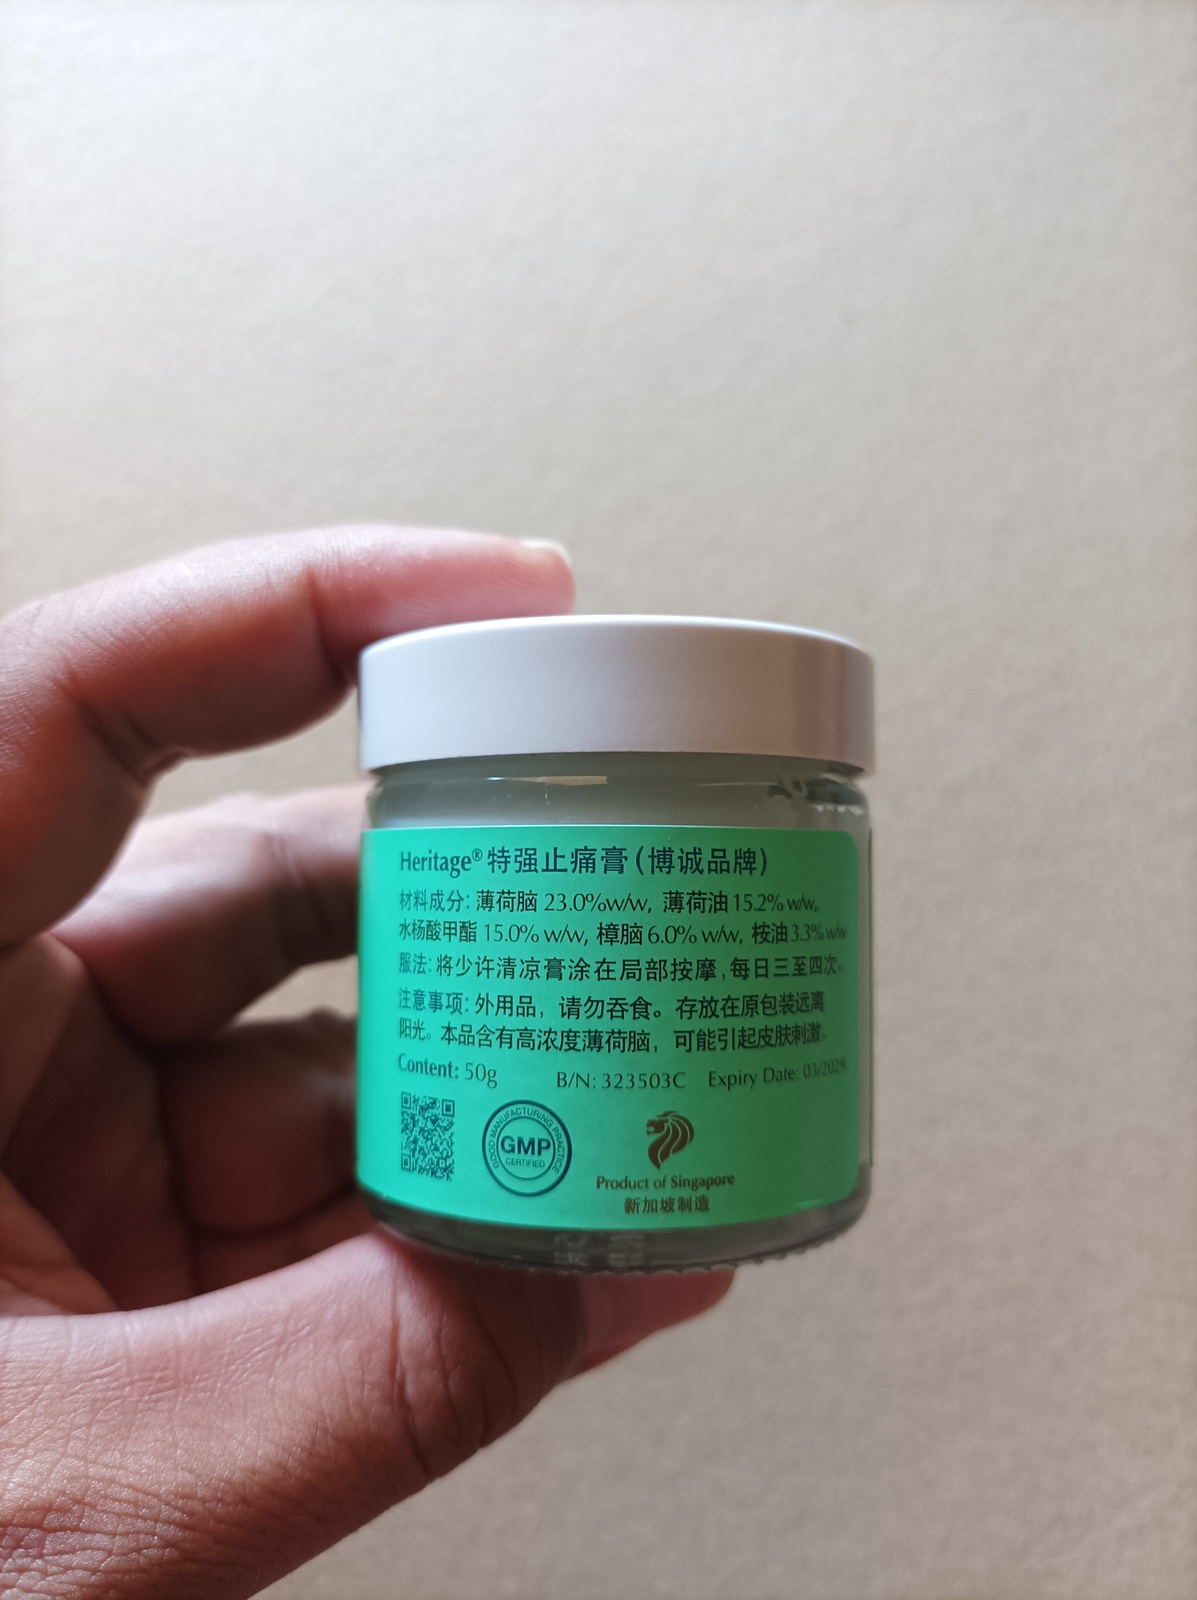 Heritage® 特强止痛膏 (博诚品牌)
材料成分: 薄荷脑 23.0%w/w, 薄荷油 15.2% w/w,
水杨酸甲酯 15.0% w/w, 樟脑 6.0% w/w, 桉油 3.3% w/w
服法: 将少许清凉膏涂在局部按摩, 每日三至四次。
注意事项: 外用品, 请勿吞食。存放在原包装远离
阳光。本品含有高浓度薄荷脑, 可能引起皮肤刺激。
Content: 50g B/N: 323503C Expiry Date: 03/2029
GOOD MANUFACTURING PRACTICE
GMP
CERTIFIED
Product of Singapore
新加坡制造